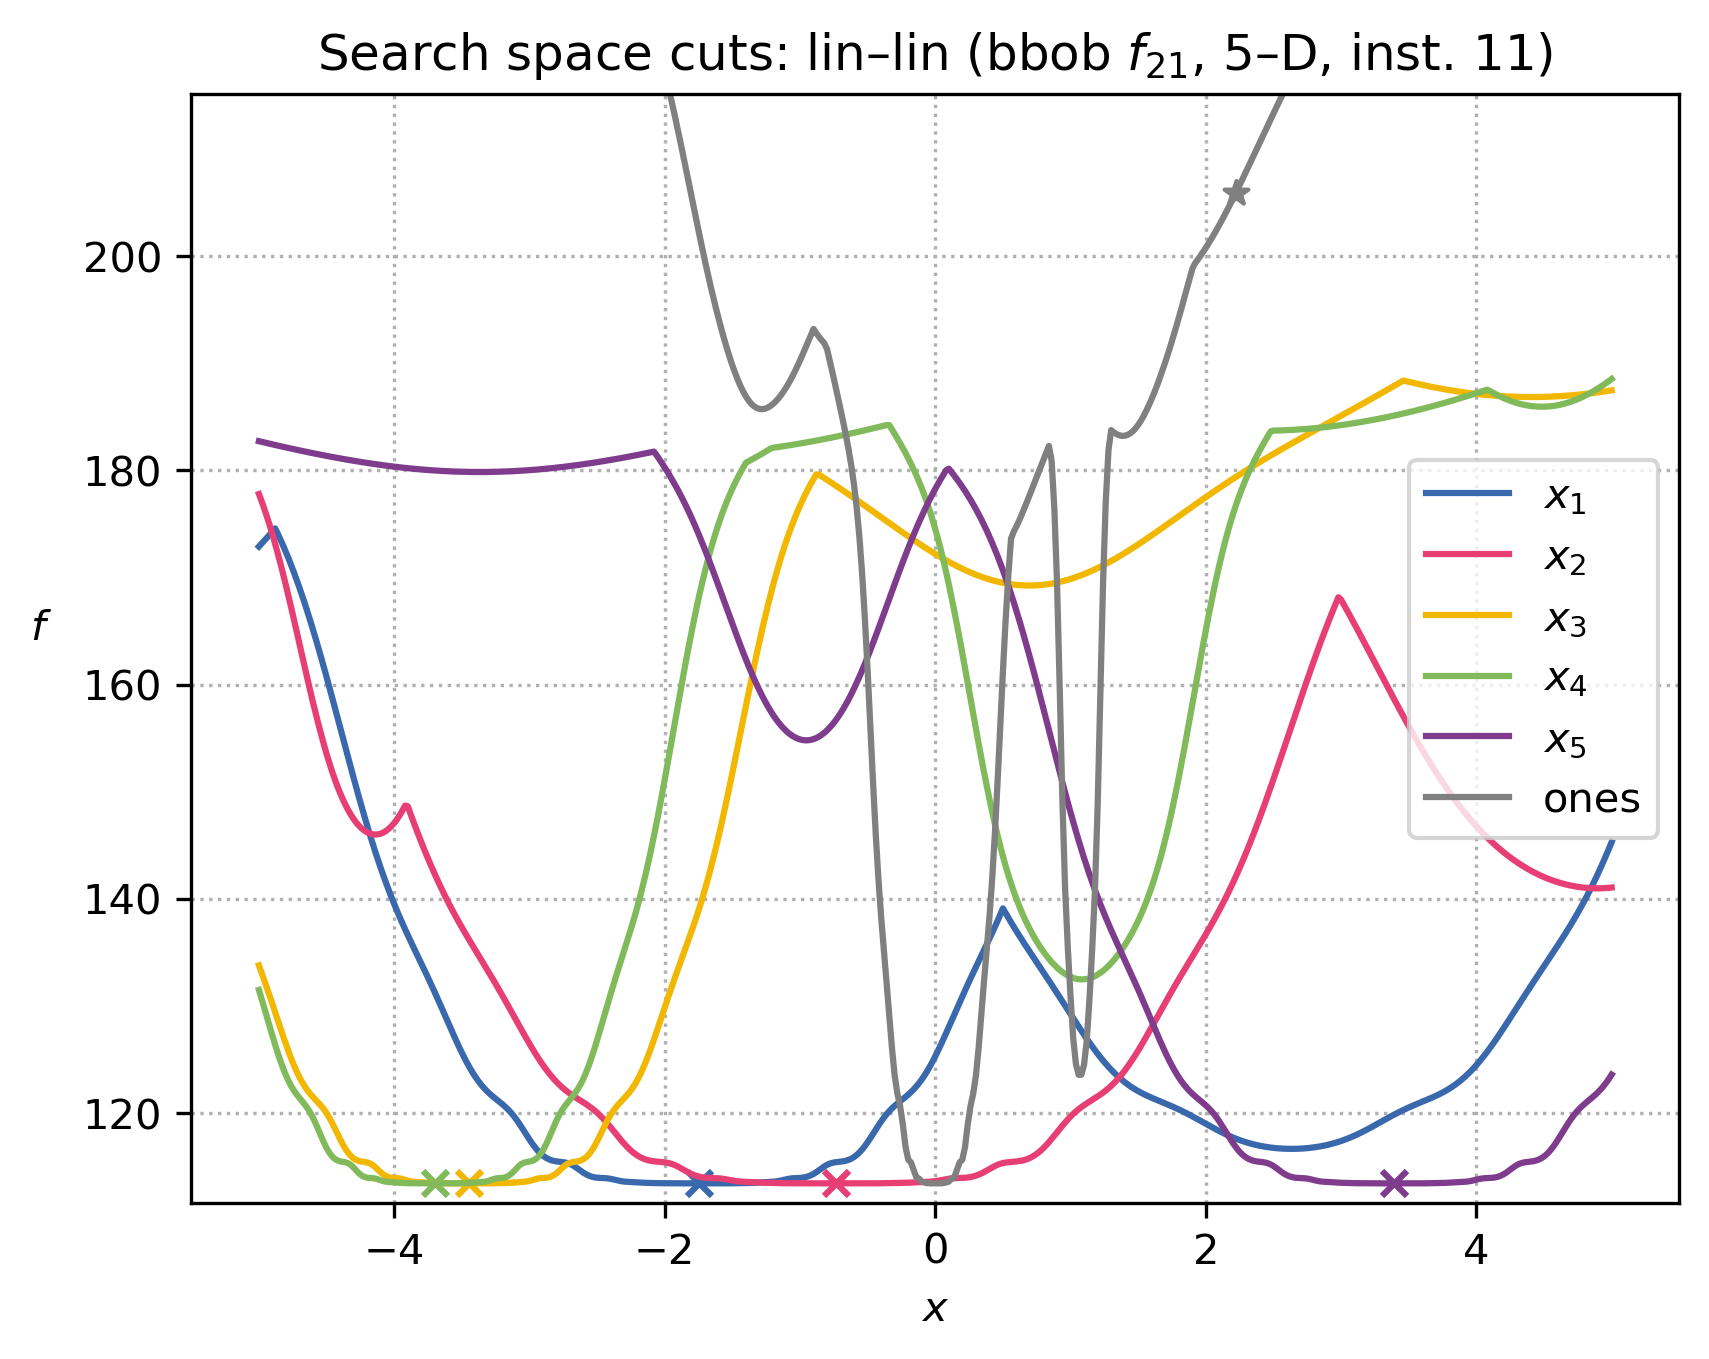 Search space cuts: lin–lin (bbob f₂₁, 5–D, inst. 11)
f
200
180
160
140
120
−4
−2
0
2
4
x
x₁
x₂
x₃
x₄
x₅
ones